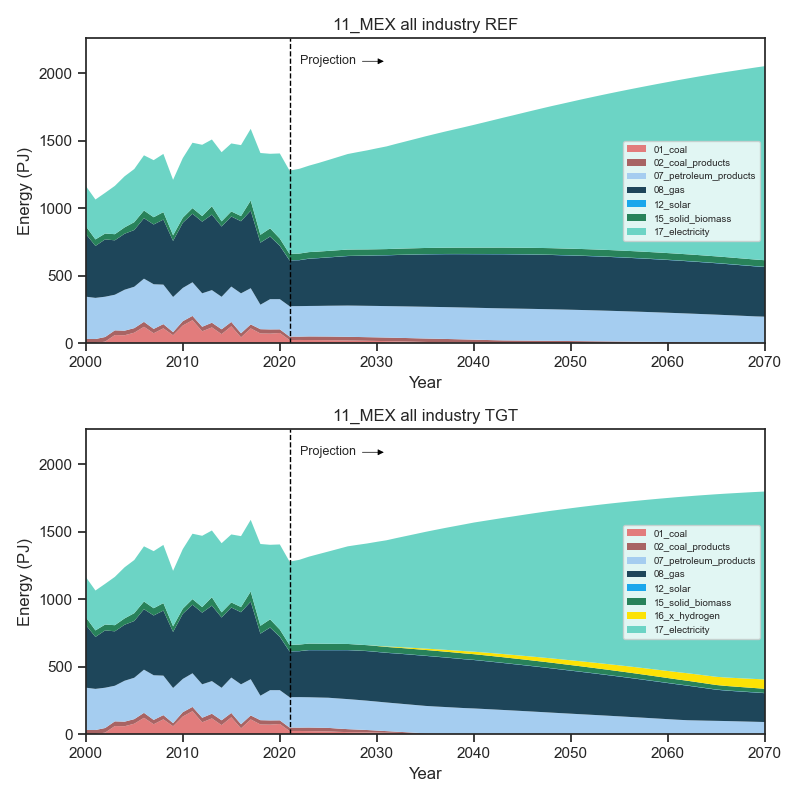 11_MEX all industry REF
2000
1500
1000
500
0
Energy (PJ)
Projection
01_coal
02_coal_products
07_petroleum_products
08_gas
12_solar
15_solid_biomass
17_electricity
2000 2010 2020 2030 2040 2050 2060 2070
Year
11_MEX all industry TGT
2000
1500
1000
500
0
Energy (PJ)
Projection
01_coal
02_coal_products
07_petroleum_products
08_gas
12_solar
15_solid_biomass
16_x_hydrogen
17_electricity
2000 2010 2020 2030 2040 2050 2060 2070
Year